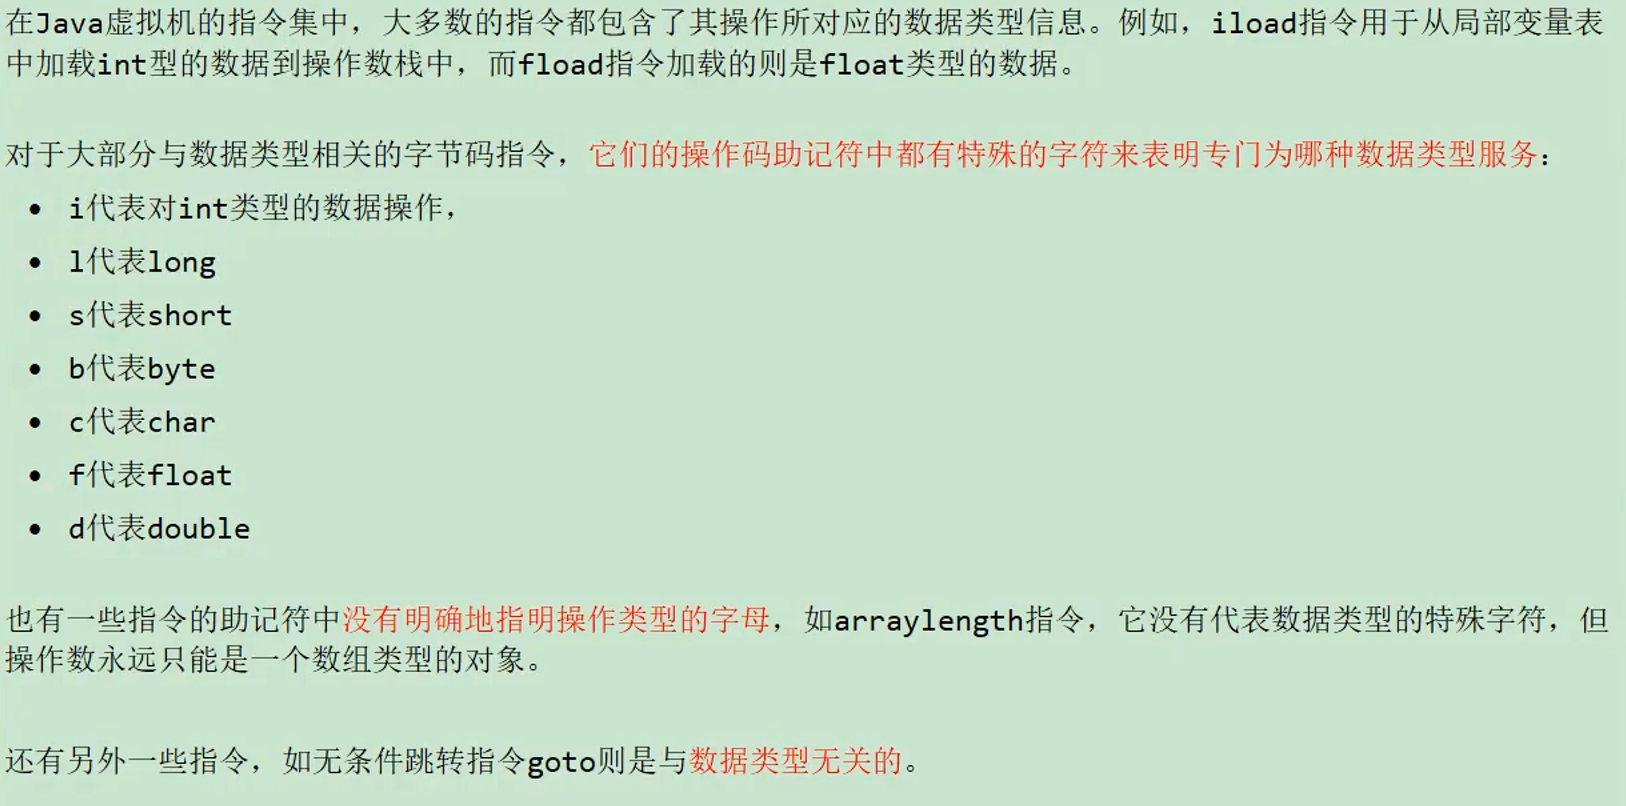 在Java虚拟机的指令集中，大多数的指令都包含了其操作所对应的数据类型信息。例如，iload指令用于从局部变量表
中加载int型的数据到操作数栈中，而fload指令加载的则是float类型的数据。
对于大部分与数据类型相关的字节码指令，它们的操作码助记符中都有特殊的字符来表明专门为哪种数据类型服务：
• i代表对int类型的数据操作，
• l代表long
• s代表short
• b代表byte
• c代表char
• f代表float
• d代表double
也有一些指令的助记符中没有明确地指明操作类型的字母，如arraylength指令，它没有代表数据类型的特殊字符，但
操作数永远只能是一个数组类型的对象。
还有另外一些指令，如无条件跳转指令goto则是与数据类型无关的。